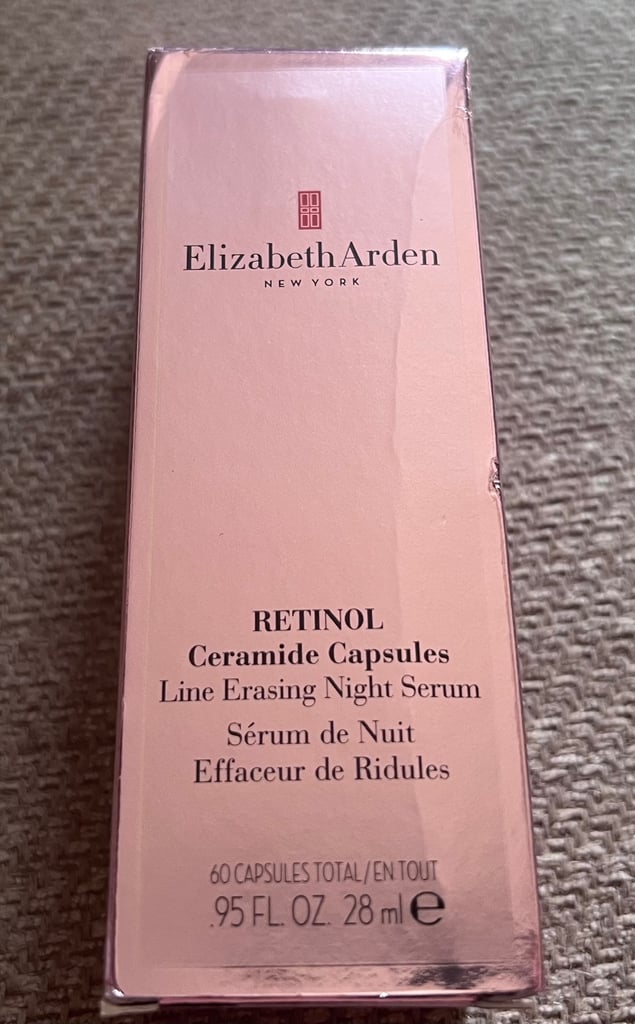 Elizabeth Arden
NEW YORK
RETINOL
Ceramide Capsules
Line Erasing Night Serum
Sérum de Nuit
Effaceur de Ridules
60 CAPSULES TOTAL/EN TOUT
.95 FL. OZ. 28 ml e